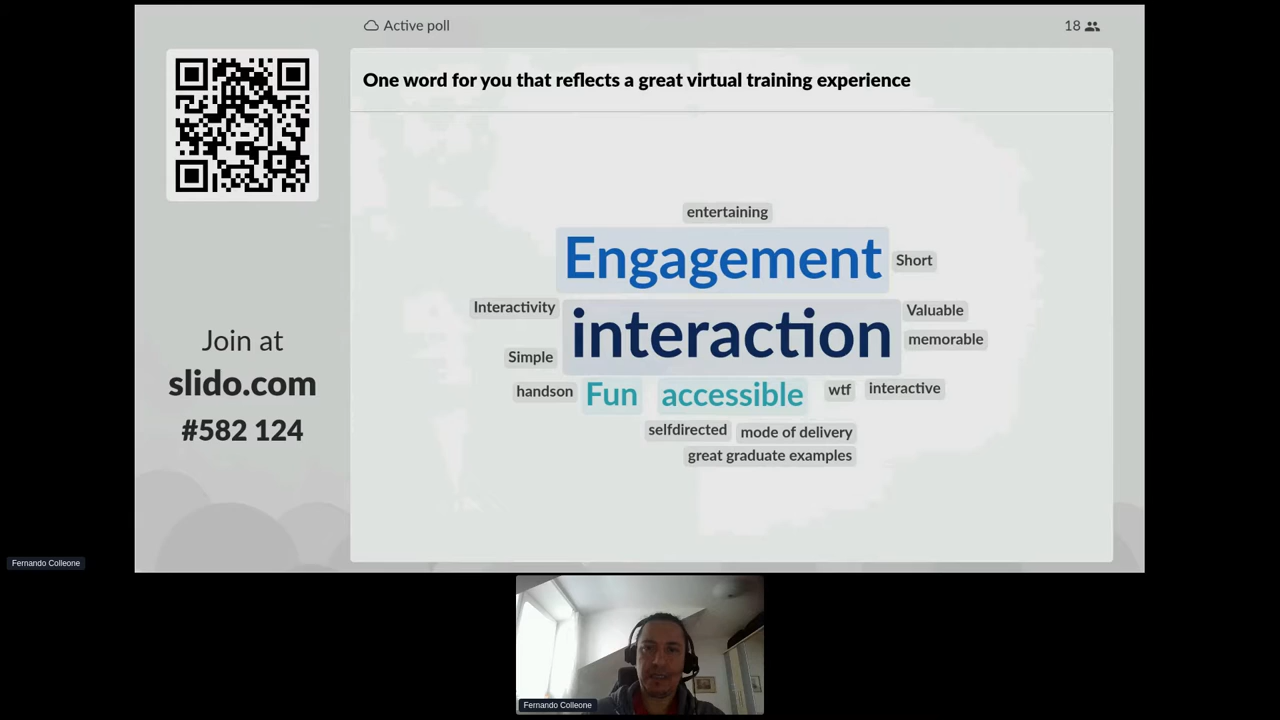 Active poll
18
One word for you that reflects a great virtual training experience
entertaining
Engagement
Short
Interactivity
interaction
Valuable
memorable
Simple
handson
Fun
accessible
wtf
interactive
selfdirected
mode of delivery
great graduate examples
Join at
slido.com
#582 124
Fernando Colleone
Fernando Colleone